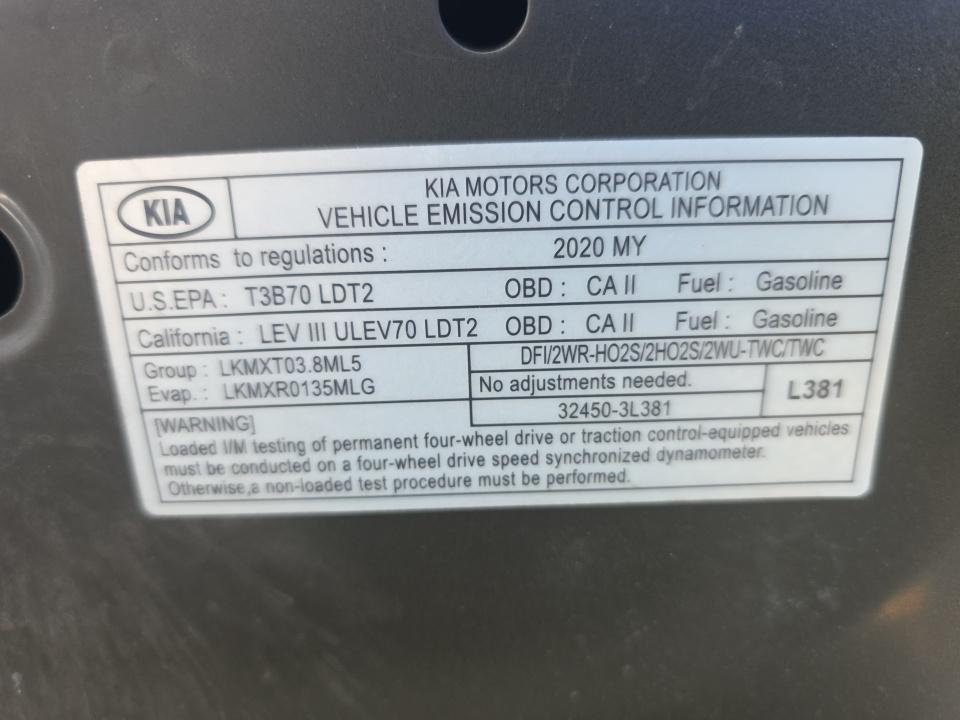 KIA
KIA MOTORS CORPORATION
VEHICLE EMISSION CONTROL INFORMATION
Conforms to regulations : 2020 MY
U.S.EPA : T3B70 LDT2 OBD : CA II Fuel : Gasoline
California : LEV III ULEV70 LDT2 OBD : CA II Fuel : Gasoline
Group : LKMXT03.8ML5
Evap. : LKMXR0135MLG
DFI/2WR-HO2S/2HO2S/2WU-TWC/TWC
No adjustments needed.
32450-3L381
L381
[WARNING]
Loaded I/M testing of permanent four-wheel drive or traction control-equipped vehicles
must be conducted on a four-wheel drive speed synchronized dynamometer.
Otherwise,a non-loaded test procedure must be performed.